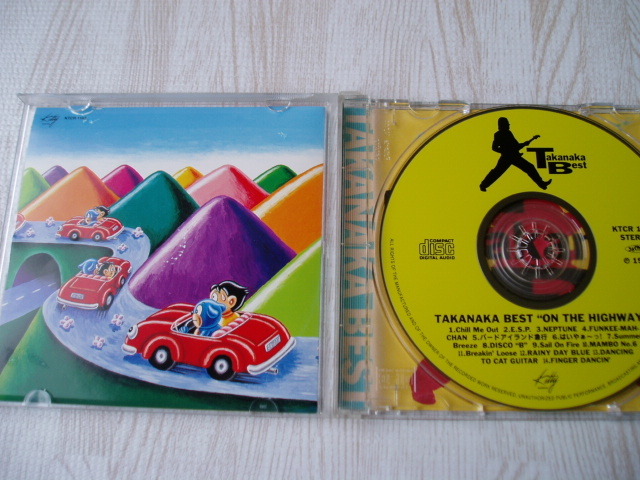 Kitty
TAKANAKA BEST
Takanaka
Best
COMPACT
disc
DIGITAL AUDIO
KTCR
STER
TAKANAKA BEST "ON THE HIGHWAY
1.Chill Me Out 2.E.S.P. 3.NEPTUNE 4.FUNKEE-MAH-
CHAN 5.バードアイランド急行 6.はいやぁ〜っ! 7.Summer
Breeze 8.DISCO "B" 9.Sail On Fire 10.MAMBO No.6
11.Breakin' Loose 12.RAINY DAY BLUE 13.DANCING
TO CAT GUITAR 14.FINGER DANCIN'
Kitty